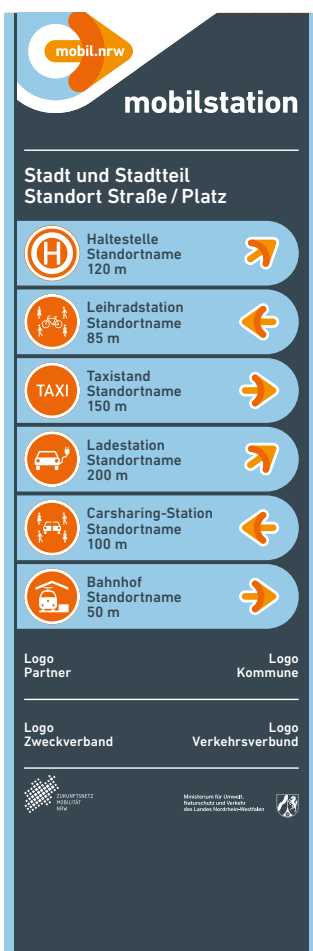 mobil.nrw
mobilstation
Stadt und Stadtteil
Standort Straße / Platz
H
Haltestelle
Standortname
120 m
Leihradstation
Standortname
85 m
TAXI
Taxistand
Standortname
150 m
Ladestation
Standortname
200 m
Carsharing-Station
Standortname
100 m
Bahnhof
Standortname
50 m
Logo
Partner
Logo
Kommune
Logo
Zweckverband
Logo
Verkehrsverbund
ZUKUNFTSNETZ
MOBILITÄT
NRW
Ministerium für Umwelt,
Naturschutz und Verkehr
des Landes Nordrhein-Westfalen